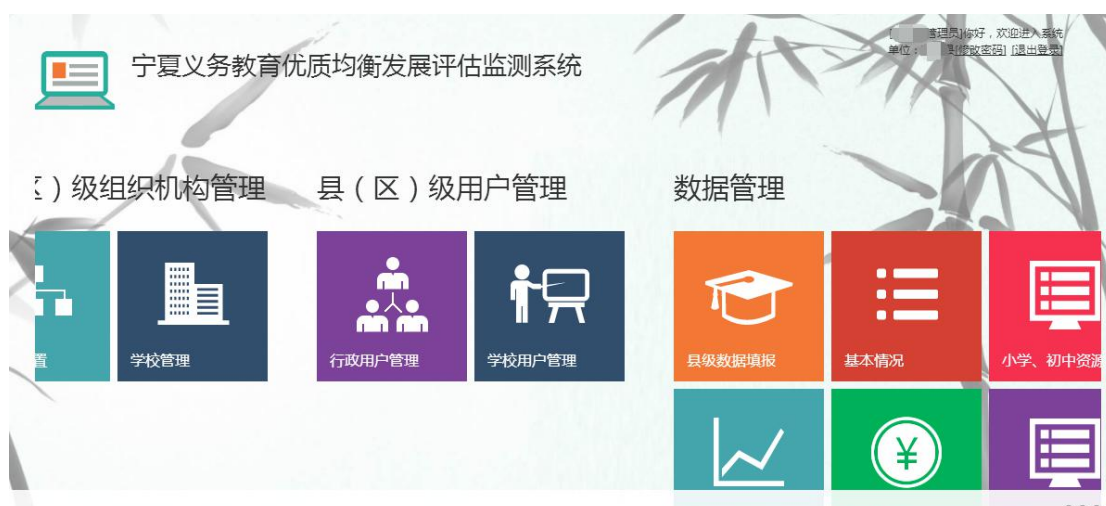 管理员]你好，欢迎进入系统
单位： [修改密码] [退出登录]
宁夏义务教育优质均衡发展评估监测系统
）级组织机构管理
县（区）级用户管理
数据管理
置
学校管理
行政用户管理
学校用户管理
县级数据填报
基本情况
小学、初中资源
¥